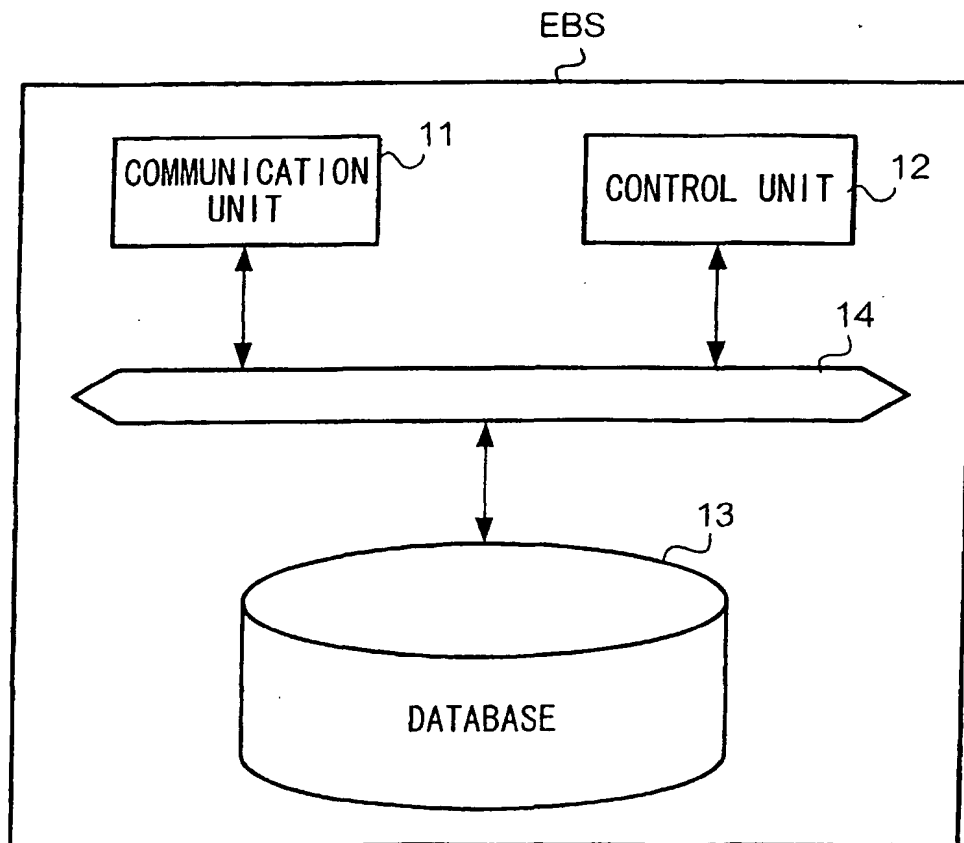 EBS
COMMUNICATION
UNIT
11
CONTROL UNIT
12
14
13
DATABASE